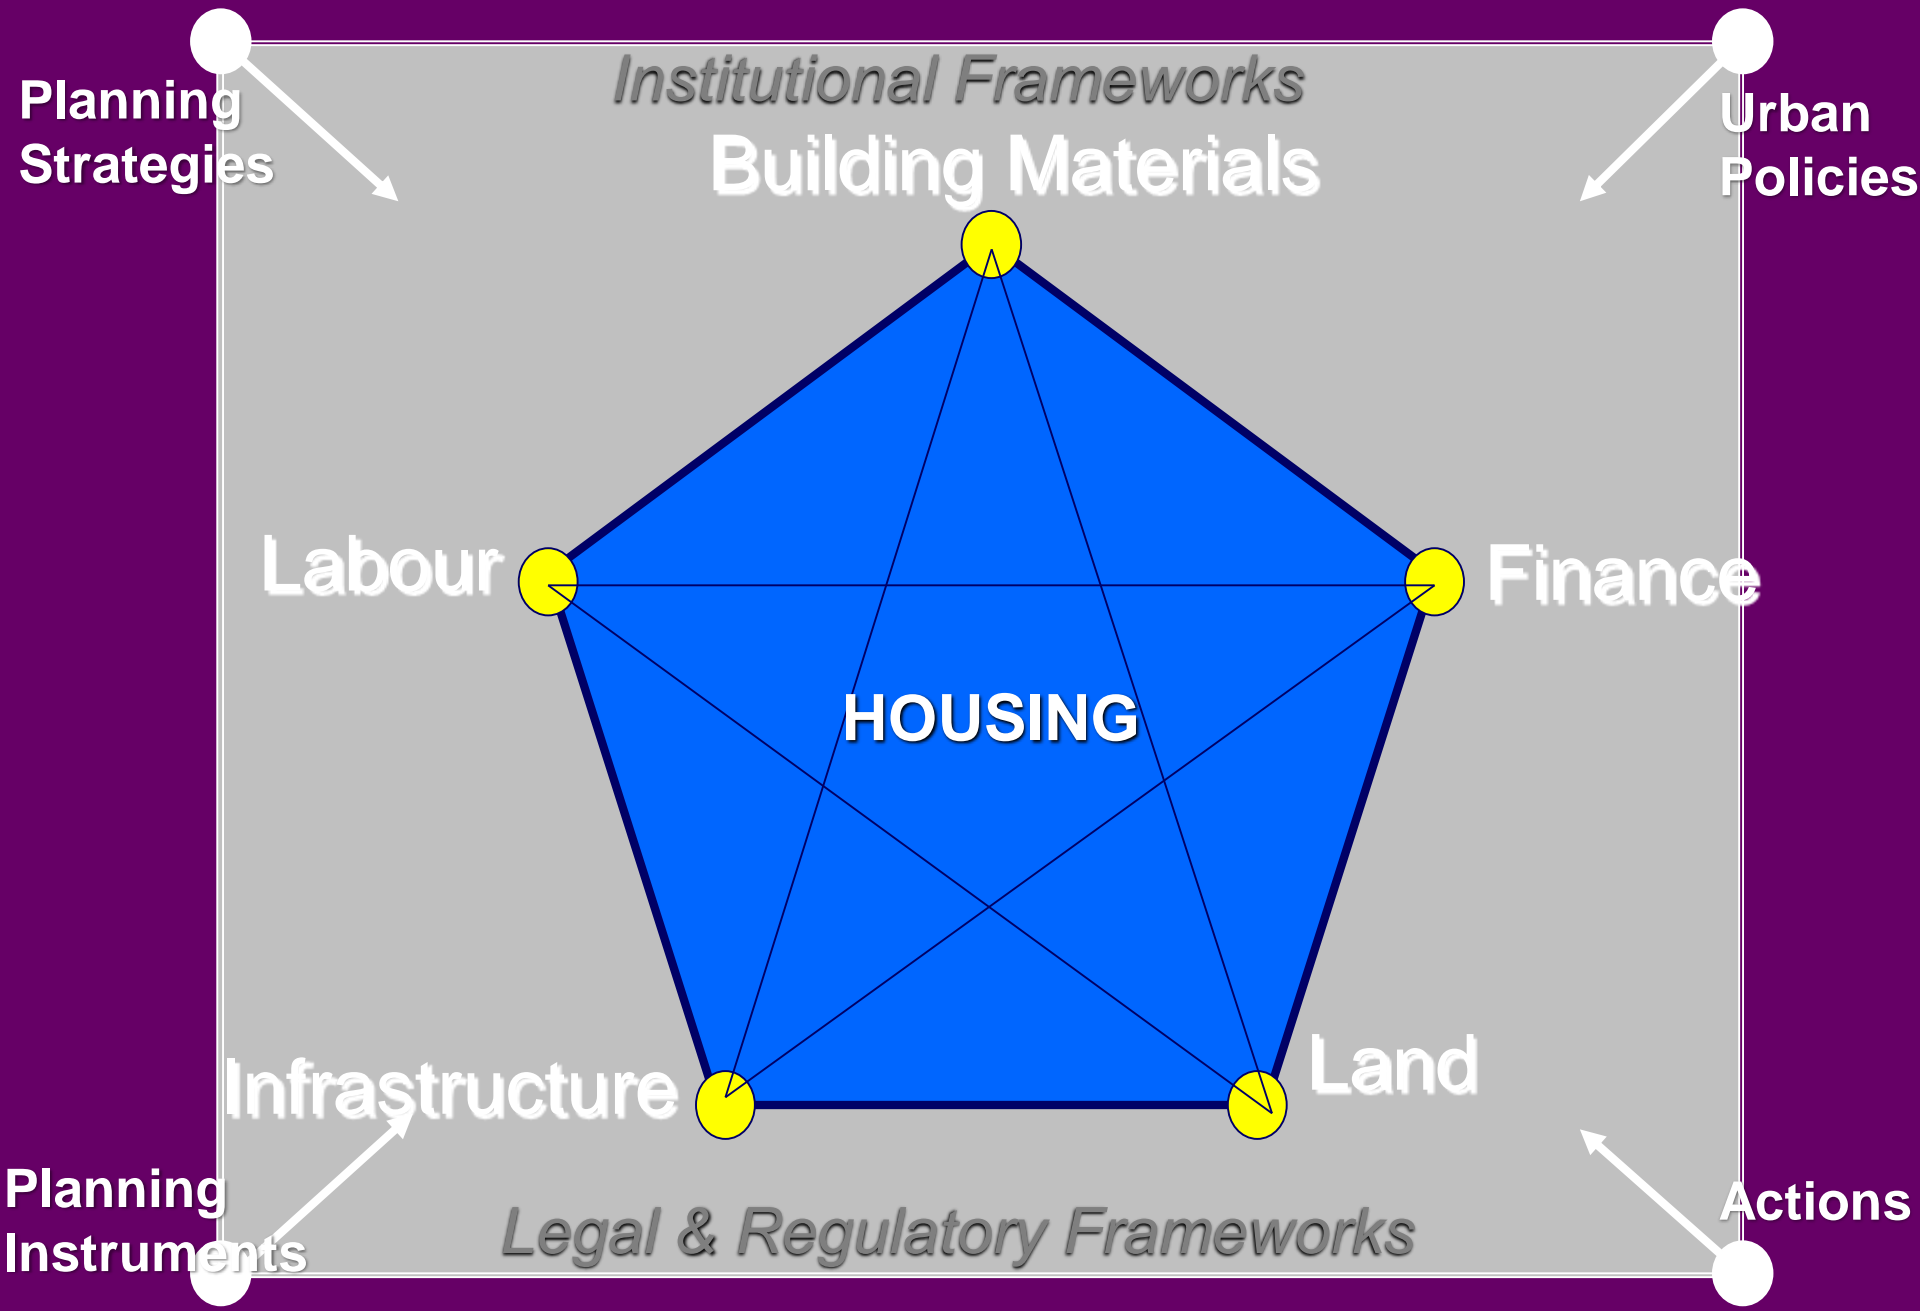 Institutional Frameworks
Planning
Strategies
Urban
Policies
Building Materials
Labour
Finance
HOUSING
Infrastructure
Land
Planning
Instruments
Actions
Legal & Regulatory Frameworks